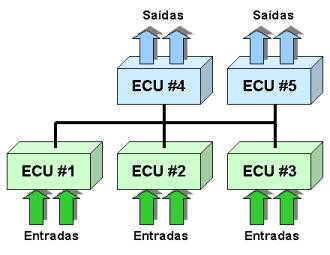 Saídas Saídas
ECU #4 ECU #5
ECU #1 ECU #2 ECU #3
Entradas Entradas Entradas